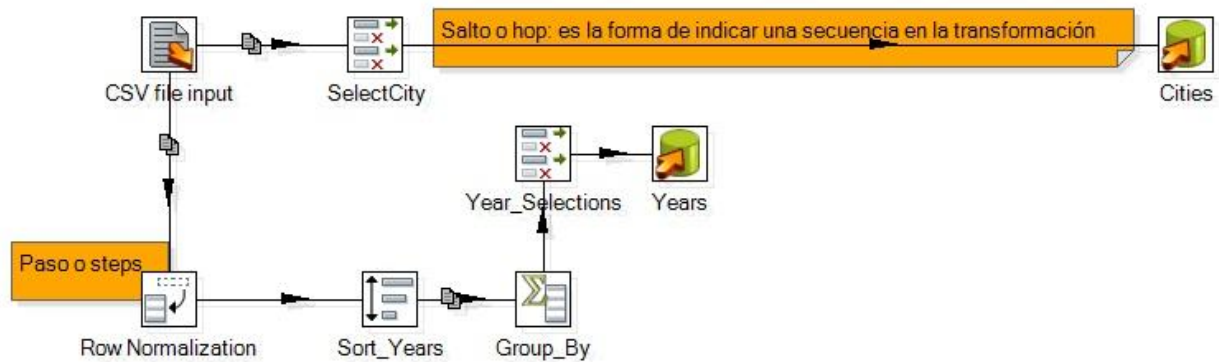 Salto o hop: es la forma de indicar una secuencia en la transformación
CSV file input
SelectCity
Cities
Year_Selections
Years
Paso o steps
Row Normalization
Sort_Years
Group_By